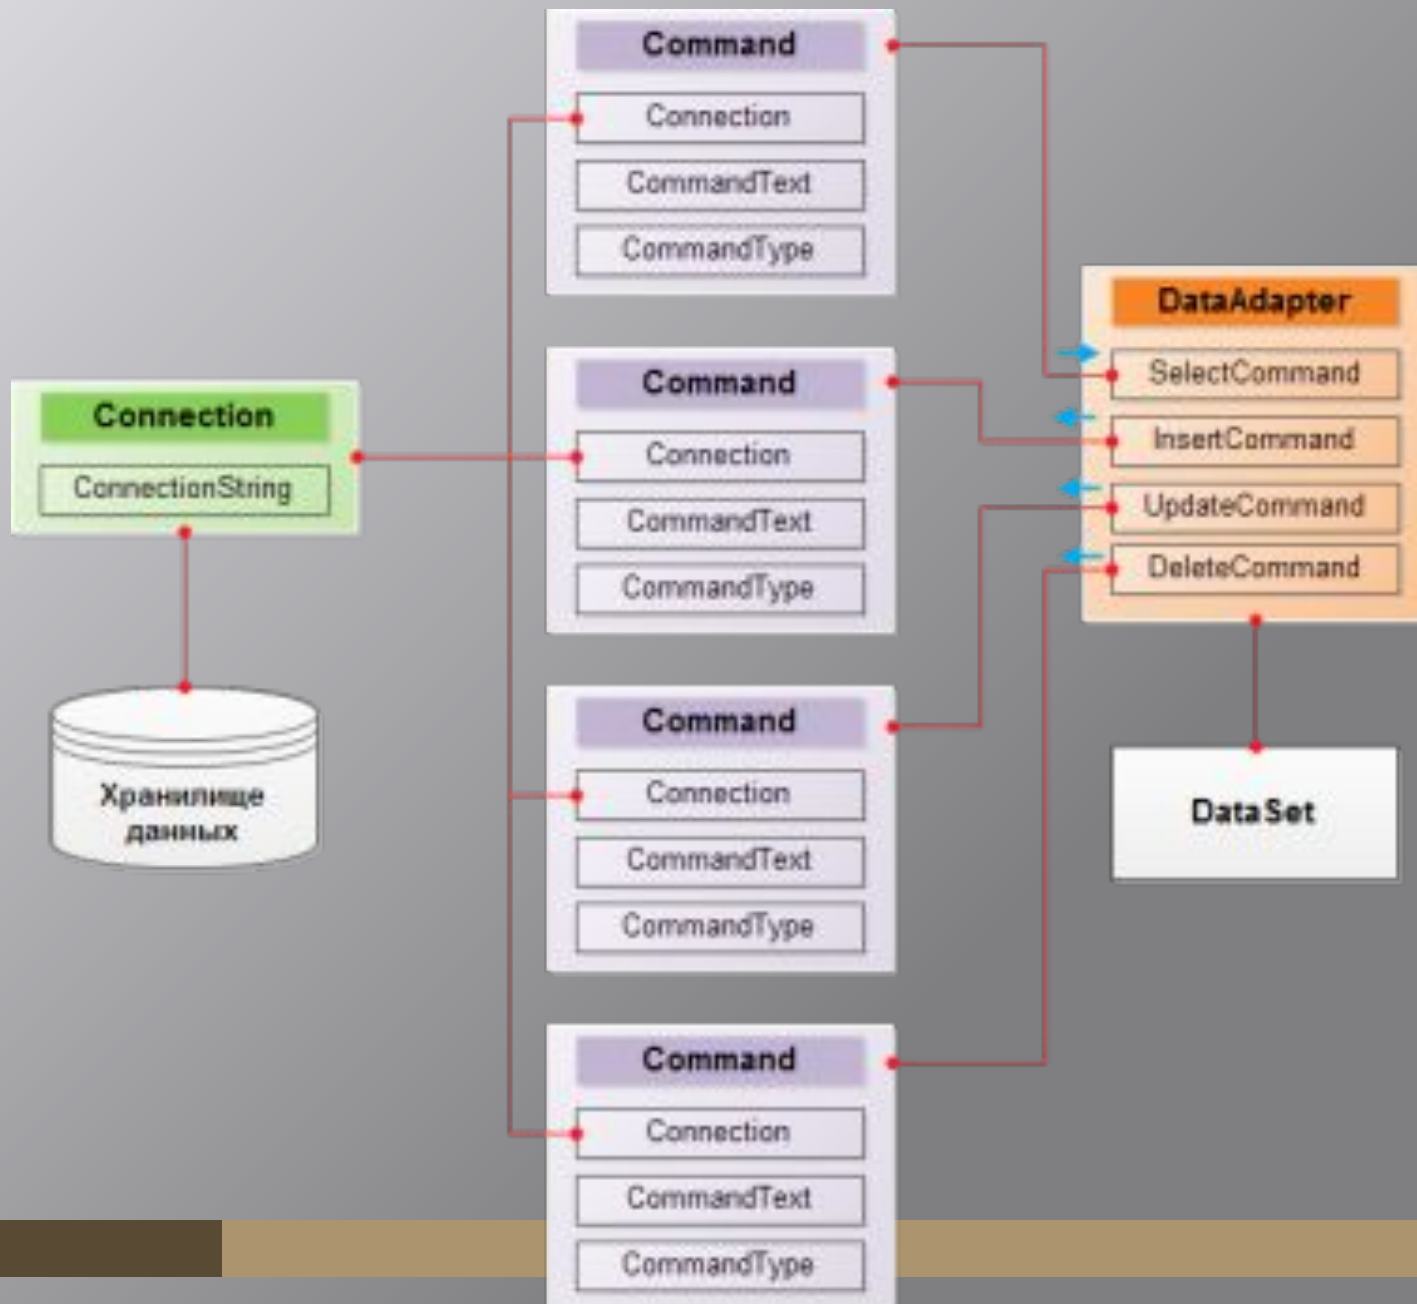 Connection
ConnectionString
Хранилище
данных
Command
Connection
CommandText
CommandType
Command
Connection
CommandText
CommandType
Command
Connection
CommandText
CommandType
Command
Connection
CommandText
CommandType
DataAdapter
SelectCommand
InsertCommand
UpdateCommand
DeleteCommand
DataSet